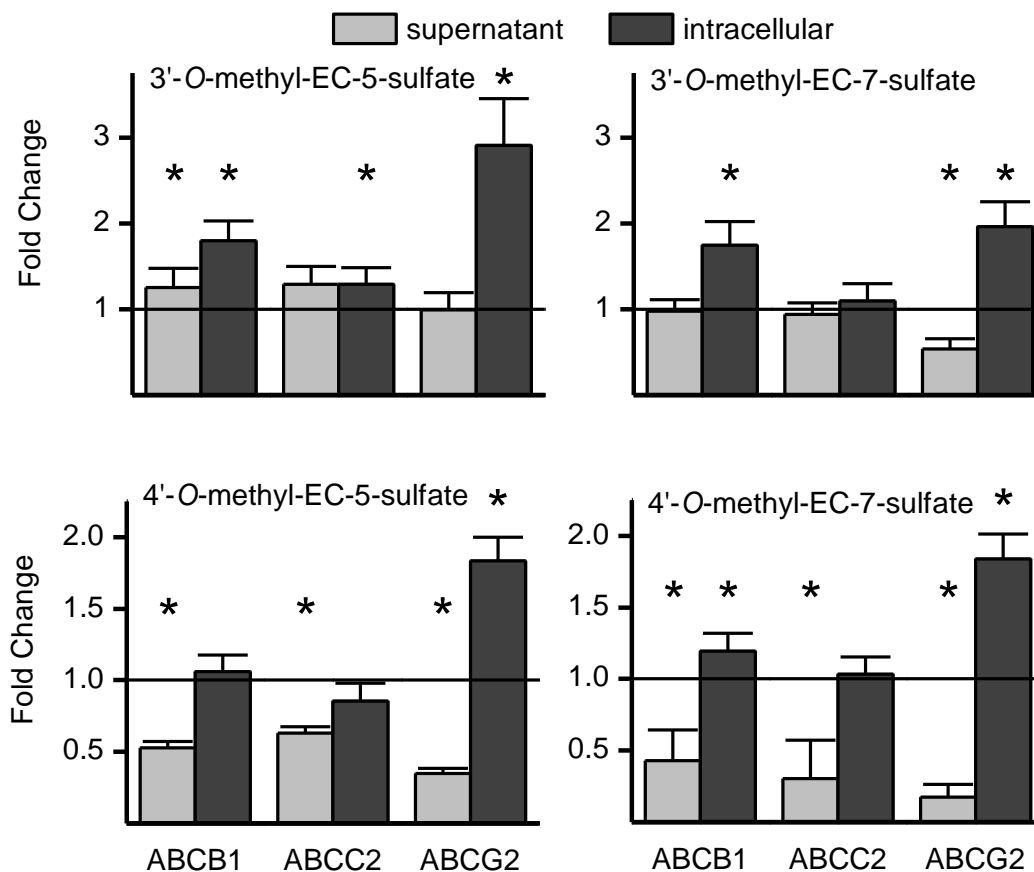 supernatant intracellular
3'-O-methyl-EC-5-sulfate *
3'-O-methyl-EC-7-sulfate
Fold Change
3
2
1
* * *
3
2
1
* * *
4'-O-methyl-EC-5-sulfate *
4'-O-methyl-EC-7-sulfate *
Fold Change
2.0
1.5
1.0
0.5
* * *
2.0
1.5
1.0
0.5
* * * *
ABCB1 ABCC2 ABCG2
ABCB1 ABCC2 ABCG2